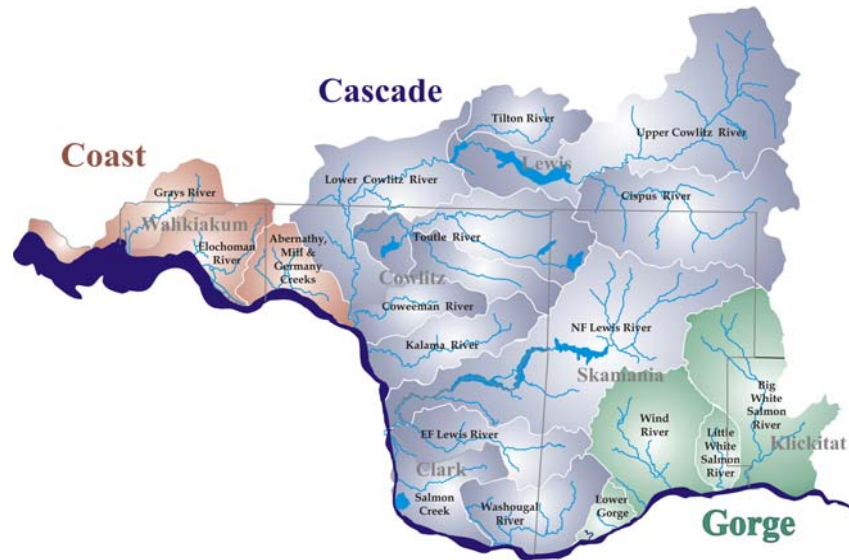 Cascade
Coast
Gorge
Tilton River
Upper Cowlitz River
Lewis
Lower Cowlitz River
Cispus River
Grays River
Wahkiakum
Elochoman
River
Abernathy,
Mill &
Germany
Creeks
Toutle River
Cowlitz
Coweeman River
NF Lewis River
Kalama River
Skamania
Big
White
Salmon
River
Wind
River
Little
White
Salmon
River
Klickitat
EF Lewis River
Clark
Salmon
Creek
Washougal
River
Lower
Gorge